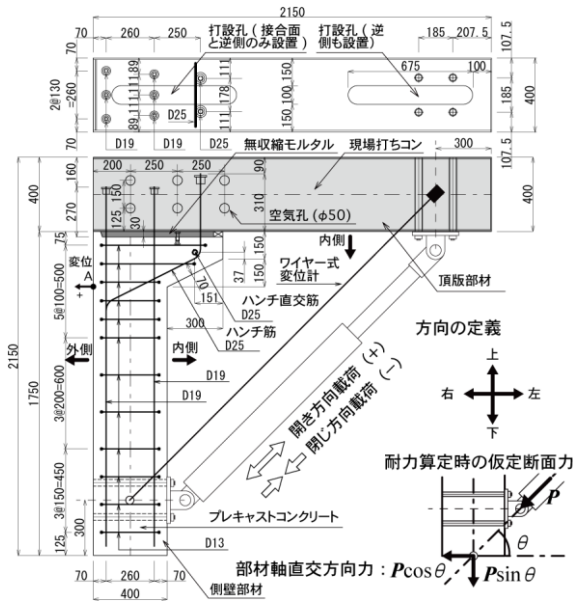 2150
70 260 250
打設孔(接合面
と逆側のみ設置)
打設孔(逆
側も設置)
185 207.5
107.5
2@130
=260
70
89
111
111
89
D25
111
178
111
150
100
150
675
100
185
400
D19 D19 D25
70
無収縮モルタル
現場打ちコン
300
107.5
200 250 250
90
310
400
160
270
150
125
30
空気孔(φ50)
400
75
内側
ワイヤー式
変位計
頂版部材
変位
A
+
150
150
37
70
151
ハンチ直交筋
D25
300
ハンチ筋
D25
5@100=500
外側
内側
D19
D19
2150
1750
3@200=600
3@150=450
300
125
開き方向載荷(+)
閉じ方向載荷(−)
方向の定義
上
右
左
下
耐力算定時の仮定断面力
P
θ
プレキャストコンクリート
D13
側壁部材
部材軸直交方向力:Pcosθ
Psinθ
70 260 70
400